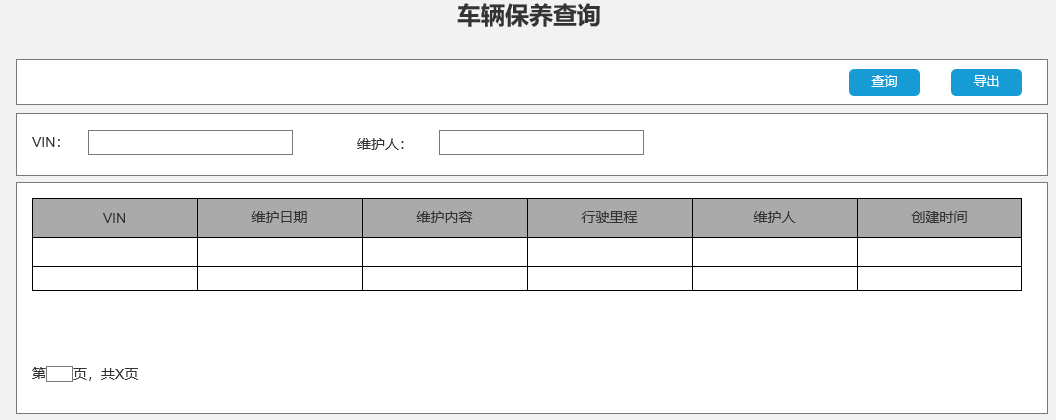 车辆保养查询
查询 导出
VIN： 维护人：
VIN 维护日期 维护内容 行驶里程 维护人 创建时间
第 页，共X页